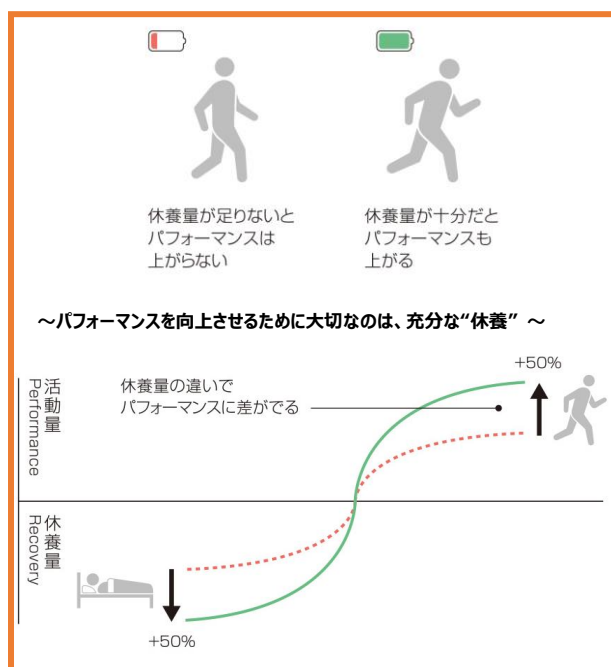 休養量が足りないと
パフォーマンスは
上がらない
休養量が十分だと
パフォーマンスも
上がる
～パフォーマンスを向上させるために大切なのは、充分な“休養” ～
+50%
活動量
Performance
休養量の違いで
パフォーマンスに差がでる
休養量
Recovery
+50%